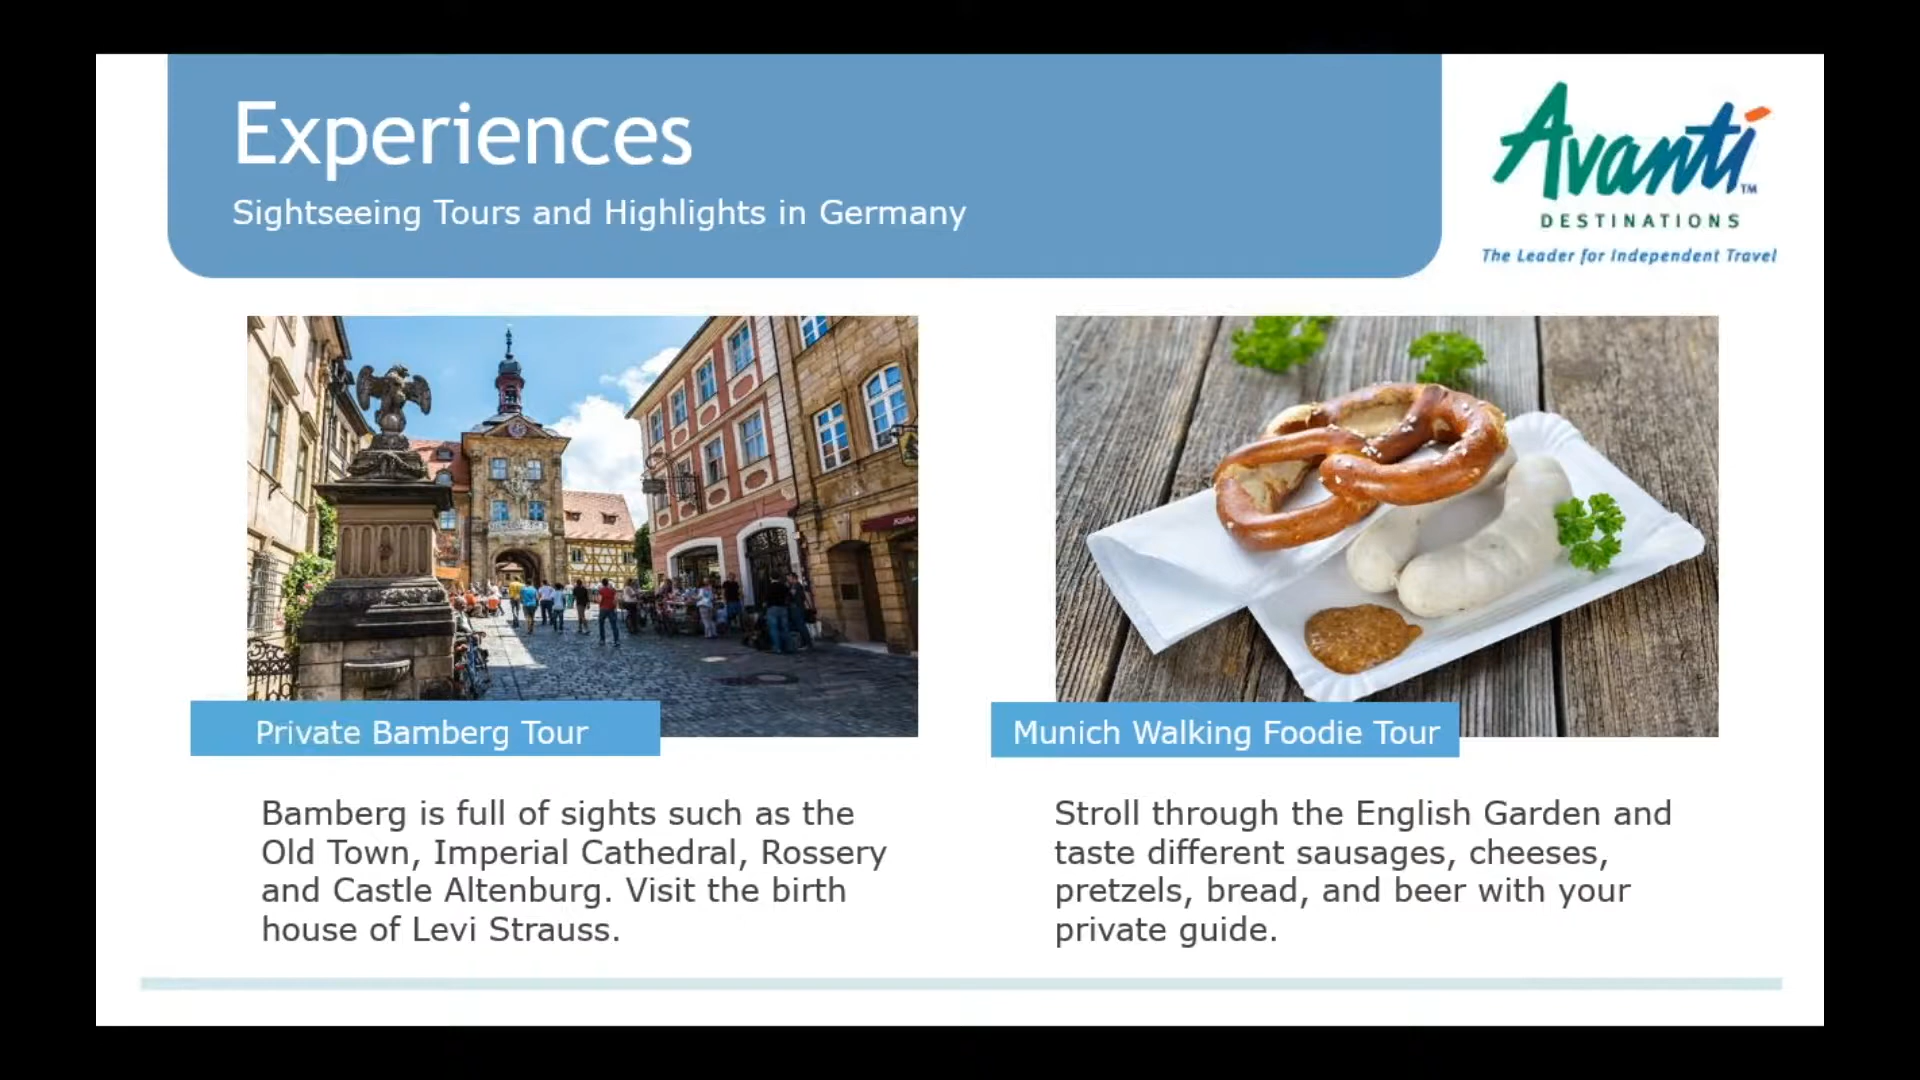 Experiences
Sightseeing Tours and Highlights in Germany
Avanti™
DESTINATIONS
The Leader for Independent Travel
Private Bamberg Tour
Bamberg is full of sights such as the
Old Town, Imperial Cathedral, Rossery
and Castle Altenburg. Visit the birth
house of Levi Strauss.
Munich Walking Foodie Tour
Stroll through the English Garden and
taste different sausages, cheeses,
pretzels, bread, and beer with your
private guide.